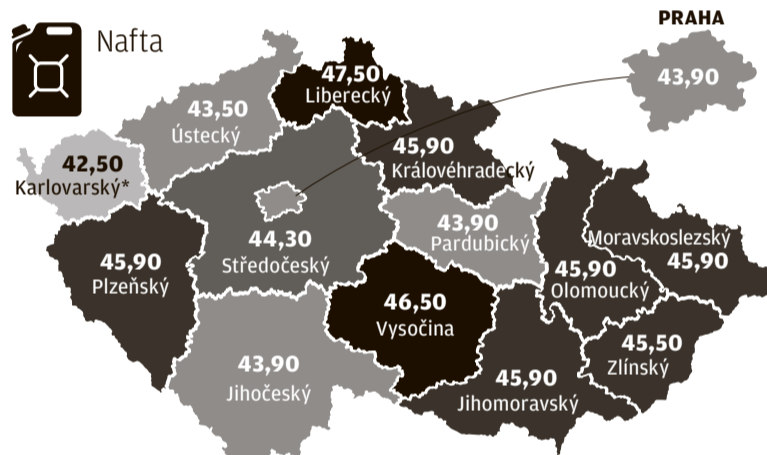 Nafta
PRAHA
43,90
47,50
Liberecký
43,50
Ústecký
42,50
Karlovarský*
45,90
Královéhradecký
43,90
Pardubický
44,30
Středočeský
45,90
Plzeňský
Moravskoslezský
45,90
45,90
Olomoucký
46,50
Vysočina
45,50
Zlínský
43,90
Jihočeský
45,90
Jihomoravský